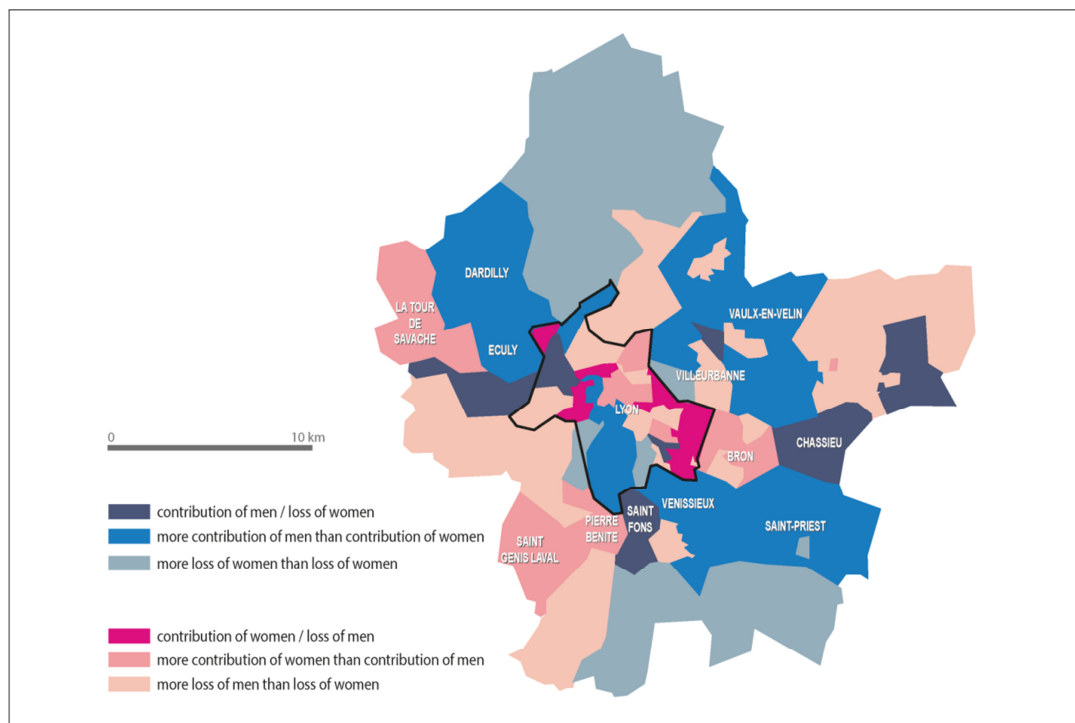 DARDILLY
LA TOUR
DE
SAVACHE
VAULX-EN-VELIN
ECULY
VILLEURBANNE
LYON
0 10 km
CHASSIEU
BRON
VENISSIEUX
SAINT
FONS
PIERRE
BENITE
SAINT-PRIEST
SAINT
GENIS LAVAL
contribution of men / loss of women
more contribution of men than contribution of women
more loss of women than loss of women
contribution of women / loss of men
more contribution of women than contribution of men
more loss of men than loss of women